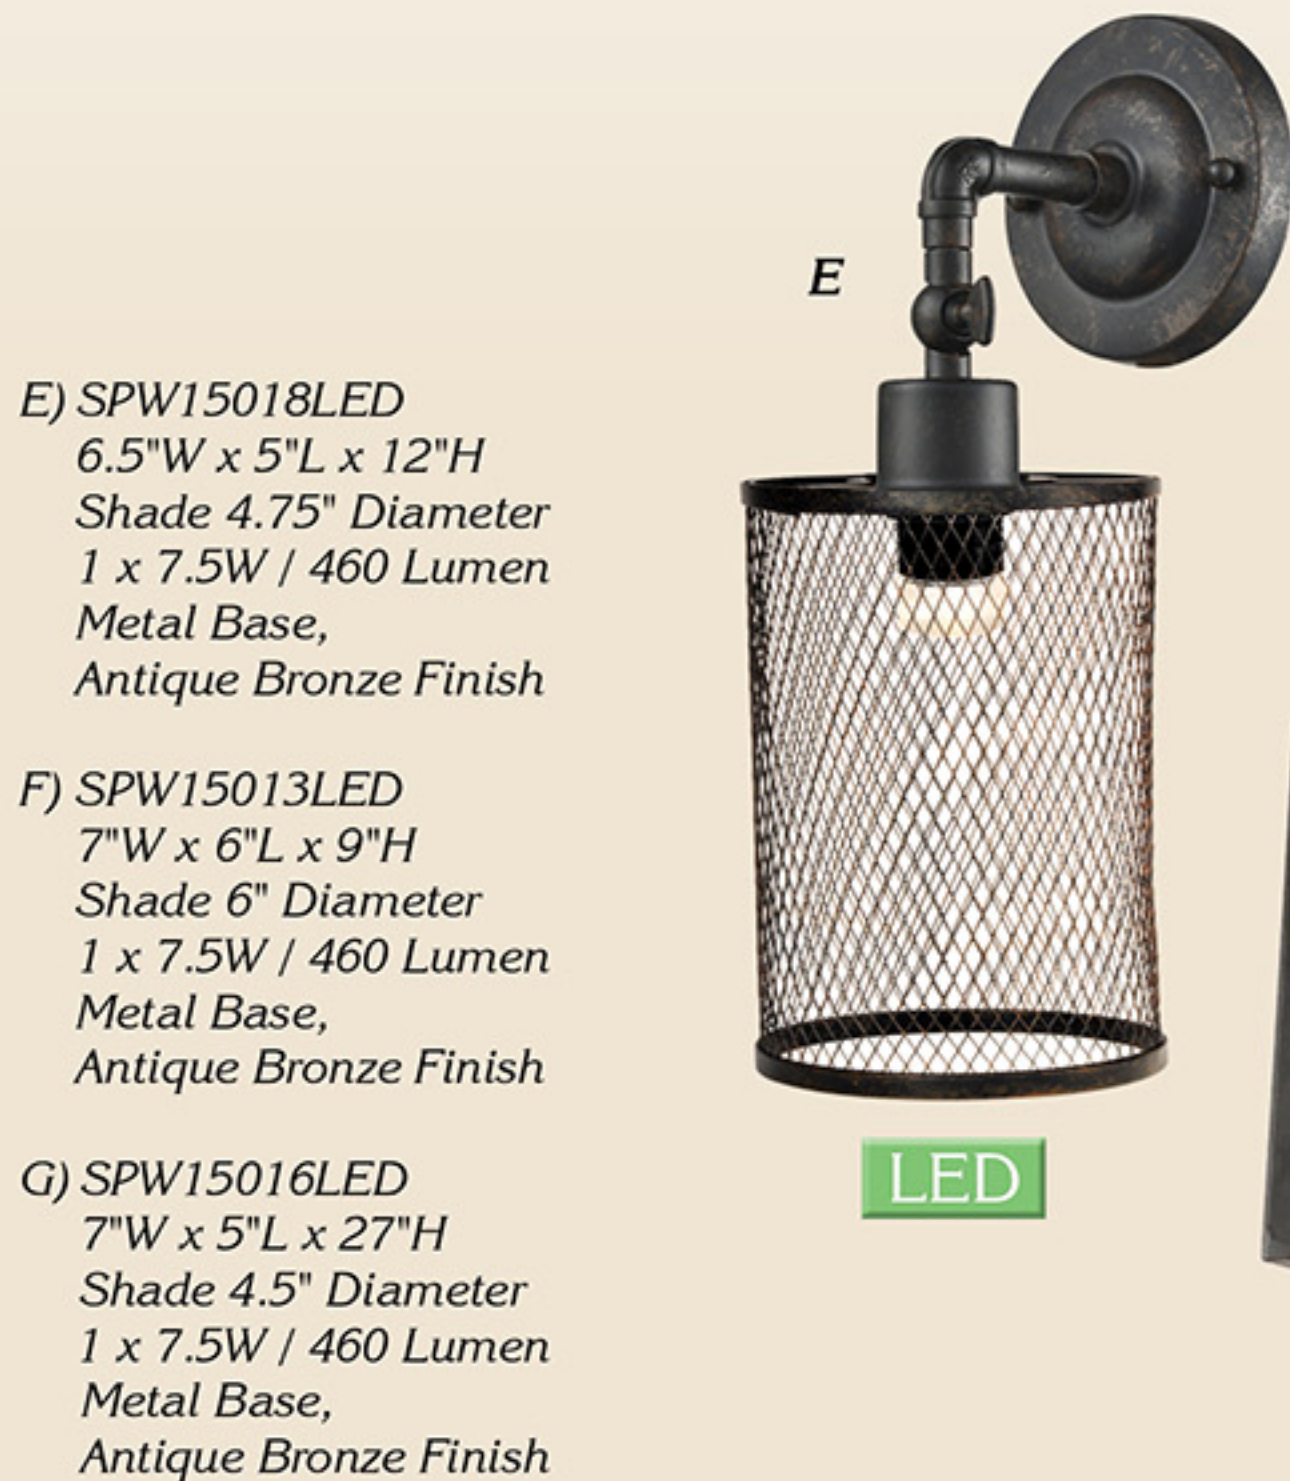 E) SPW15018LED
6.5"W x 5"L x 12"H
Shade 4.75" Diameter
1 x 7.5W / 460 Lumen
Metal Base,
Antique Bronze Finish
F) SPW15013LED
7"W x 6"L x 9"H
Shade 6" Diameter
1 x 7.5W / 460 Lumen
Metal Base,
Antique Bronze Finish
G) SPW15016LED
7"W x 5"L x 27"H
Shade 4.5" Diameter
1 x 7.5W / 460 Lumen
Metal Base,
Antique Bronze Finish
E
LED